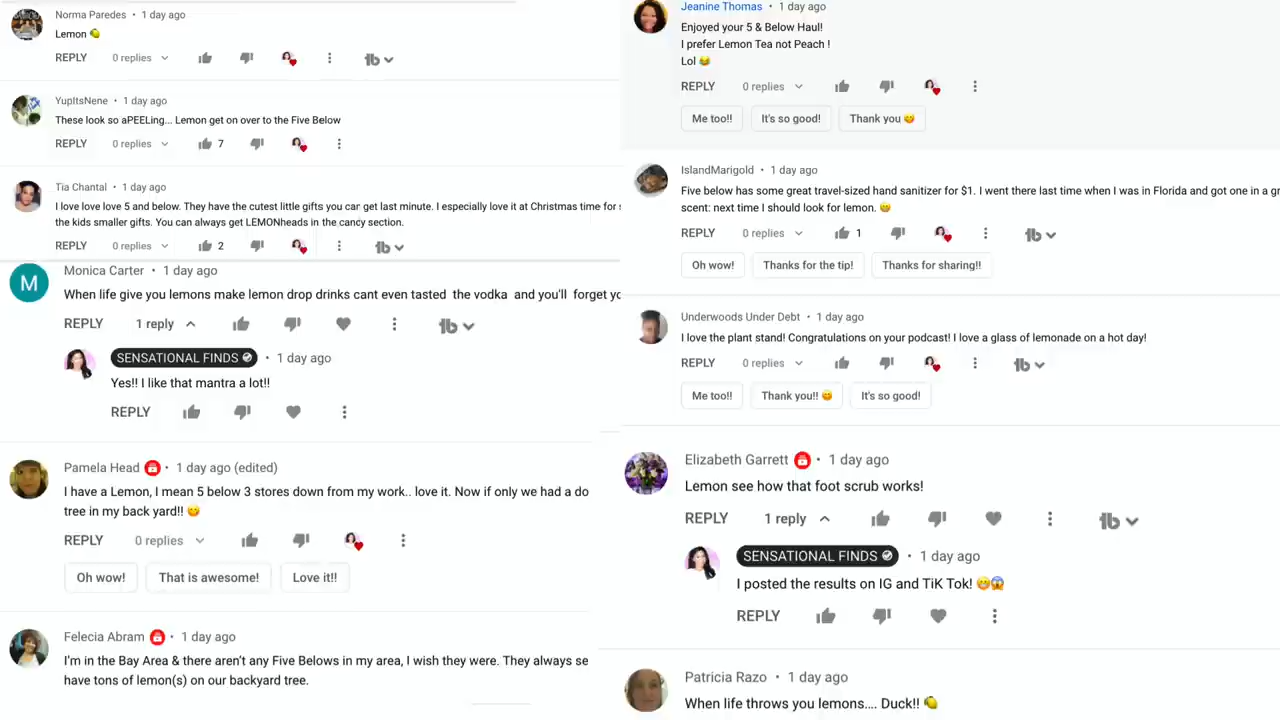 Norma Paredes • 1 day ago
Lemon 🍋
REPLY 0 replies
YupItsNene • 1 day ago
These look so aPEELing... Lemon get on over to the Five Below
REPLY 0 replies 7
Tia Chantal • 1 day ago
I love love love 5 and below. They have the cutest little gifts you can get last minute. I especially love it at Christmas time for s
the kids smaller gifts. You can always get LEMONheads in the cancy section.
REPLY 0 replies 2
M
Monica Carter • 1 day ago
When life give you lemons make lemon drop drinks cant even tasted the vodka and you'll forget yo
REPLY 1 reply
SENSATIONAL FINDS • 1 day ago
Yes!! I like that mantra a lot!!
REPLY
Pamela Head • 1 day ago (edited)
I have a Lemon, I mean 5 below 3 stores down from my work.. love it. Now if only we had a do
tree in my back yard!! 😋
REPLY 0 replies
Oh wow! That is awesome! Love it!!
Felecia Abram • 1 day ago
I'm in the Bay Area & there aren't any Five Belows in my area, I wish they were. They always se
have tons of lemon(s) on our backyard tree.
Jeanine Thomas • 1 day ago
Enjoyed your 5 & Below Haul!
I prefer Lemon Tea not Peach !
Lol 😂
REPLY 0 replies
Me too!! It's so good! Thank you 😋
IslandMarigold • 1 day ago
Five below has some great travel-sized hand sanitizer for $1. I went there last time when I was in Florida and got one in a gr
scent: next time I should look for lemon. 😊
REPLY 0 replies 1
Oh wow! Thanks for the tip! Thanks for sharing!!
Underwoods Under Debt • 1 day ago
I love the plant stand! Congratulations on your podcast! I love a glass of lemonade on a hot day!
REPLY 0 replies
Me too!! Thank you!! 😋 It's so good!
Elizabeth Garrett • 1 day ago
Lemon see how that foot scrub works!
REPLY 1 reply
SENSATIONAL FINDS • 1 day ago
I posted the results on IG and TiK Tok! 😁😱
REPLY
Patricia Razo • 1 day ago
When life throws you lemons.... Duck!! 🍋